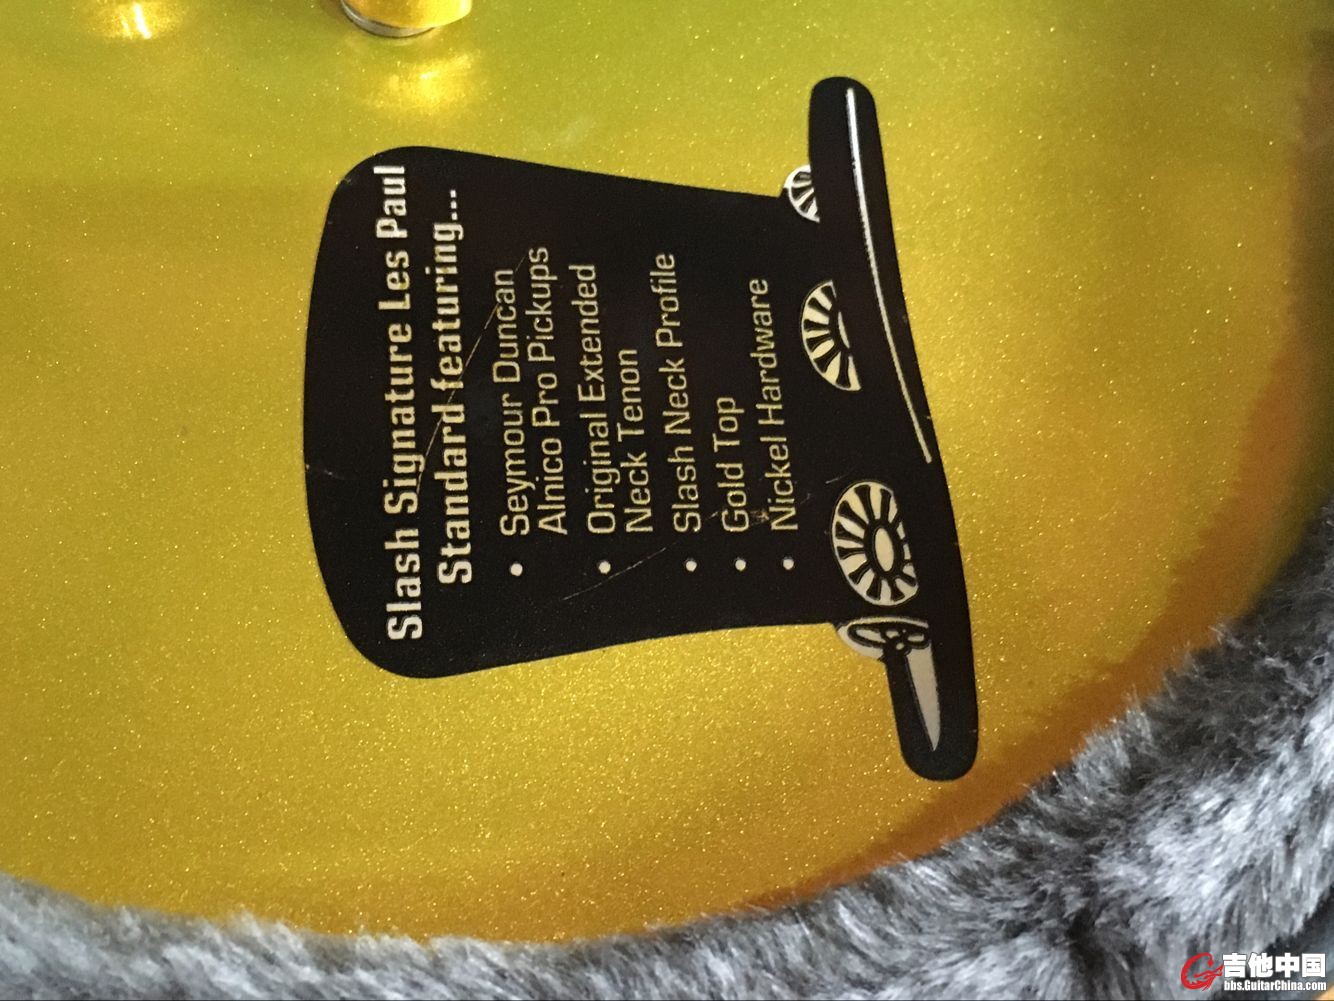 Slash Signature Les Paul
Standard featuring...
• Seymour Duncan
Alnico Pro Pickups
• Original Extended
Neck Tenon
• Slash Neck Profile
• Gold Top
• Nickel Hardware
吉他中国
bbs.GuitarChina.com